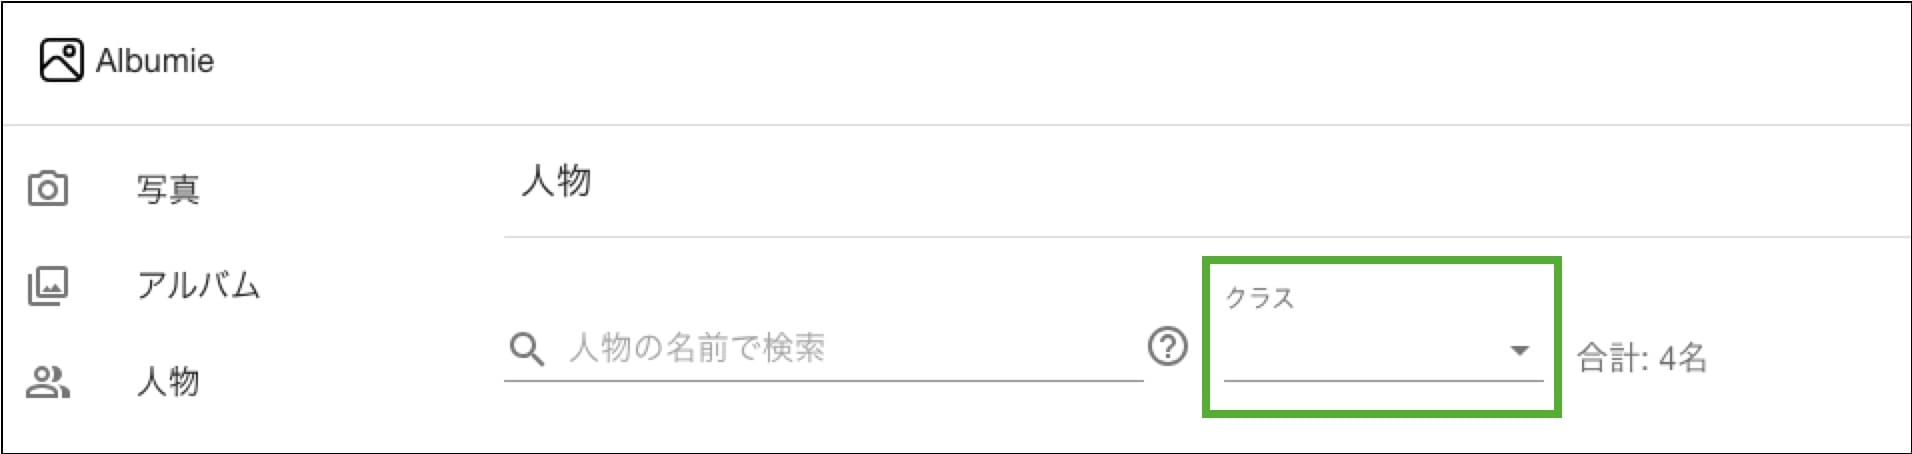 Albumie
写真
アルバム
人物
人物
人物の名前で検索
クラス
合計: 4名